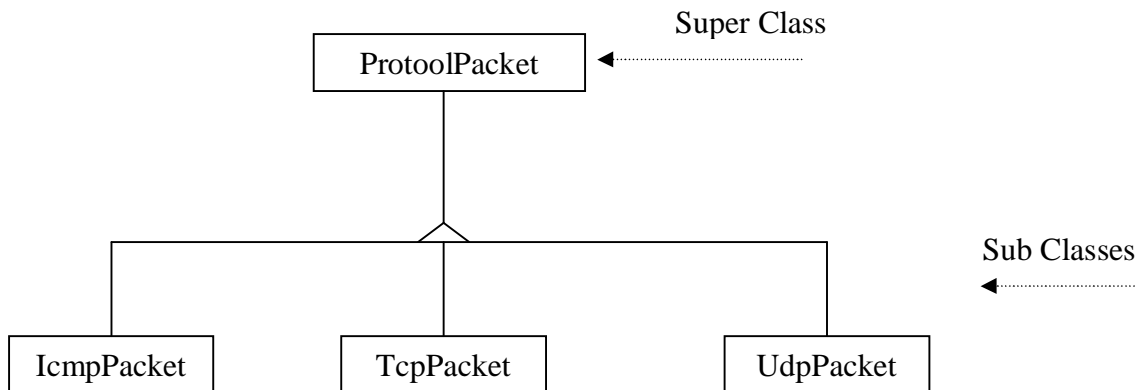 Super Class
ProtoolPacket
Sub Classes
IcmpPacket
TcpPacket
UdpPacket